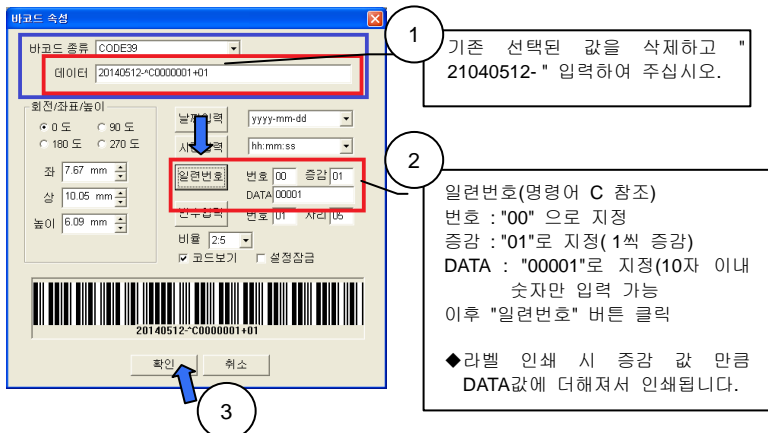 바코드 속성
바코드 종류 CODE39
데이터 20140512-^C0000001+01
회전/좌표/높이
0 도 90 도
180 도 270 도
좌 7.67 mm
상 10.05 mm
높이 6.09 mm
yyyy-mm-dd
hh:mm:ss
일련번호 번호 00 증감 01
DATA 00001
번호 01 자리 05
비율 2:5
코드보기 설정잠금
20140512-^C0000001+01
확인 취소
1
기존 선택된 값을 삭제하고 "
21040512- " 입력하여 주십시오.
2
일련번호(명령어 C 참조)
번호 : "00" 으로 지정
증감 : "01"로 지정( 1씩 증감)
DATA : "00001"로 지정(10자 이내
숫자만 입력 가능
이후 "일련번호" 버튼 클릭
◆라벨 인쇄 시 증감 값 만큼
DATA값에 더해져서 인쇄됩니다.
3